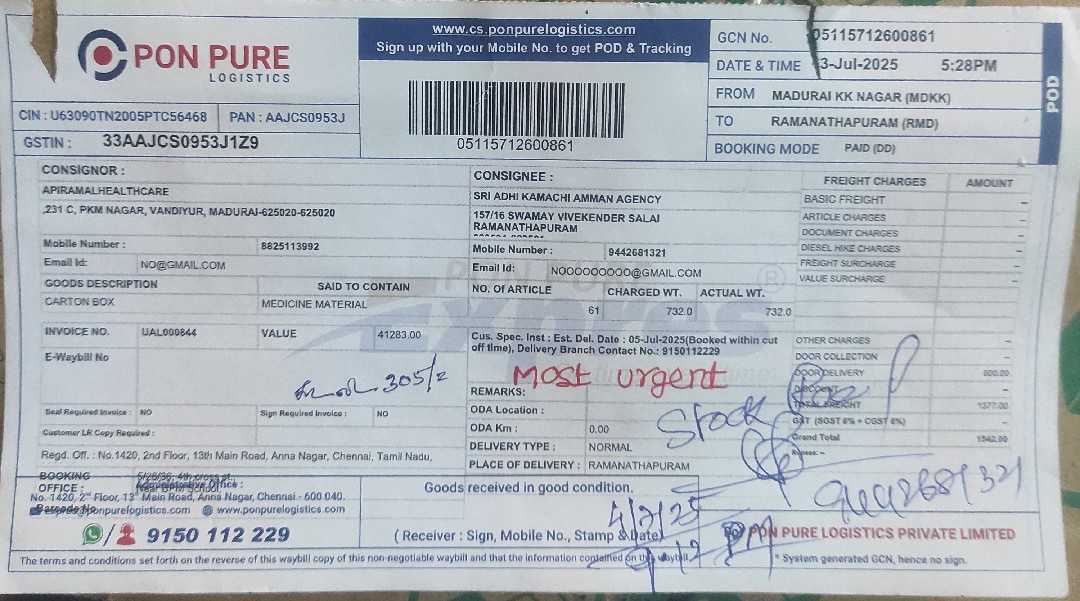 PON PURE
LOGISTICS
www.cs.ponpurelogistics.com
Sign up with your Mobile No. to get POD & Tracking
GCN No. 05115712600861
DATE & TIME 3-Jul-2025 5:28PM
FROM MADURAI KK NAGAR (MDKK)
TO RAMANATHAPURAM (RMD)
BOOKING MODE PAID (DD)
POD
CIN : U63090TN2005PTC56468 PAN : AAJCS0953J
GSTIN : 33AAJCS0953J1Z9
05115712600861
CONSIGNOR :
APIRAMALHEALTHCARE
,231 C, PKM NAGAR, VANDIYUR, MADURAI-625020-625020
Mobile Number : 8825113992
Email Id: NO@GMAIL.COM
GOODS DESCRIPTION SAID TO CONTAIN
CARTON BOX MEDICINE MATERIAL
INVOICE NO. UAL000844 VALUE 41283.00
E-Waybill No
305/2
Seal Required Invoice : NO Sign Required Invoice : NO
Customer LR Copy Required :
CONSIGNEE :
SRI ADHI KAMACHI AMMAN AGENCY
157/16 SWAMAY VIVEKENDER SALAI
RAMANATHAPURAM
Mobile Number : 9442681321
Email Id: NOOOOOOOOO@GMAIL.COM
NO. OF ARTICLE CHARGED WT. ACTUAL WT.
61 732.0 732.0
Cus. Spec. Inst : Est. Del. Date : 05-Jul-2025(Booked within cut
off time), Delivery Branch Contact No.: 9150112229
Most urgent
REMARKS:
Stock
ODA Location :
ODA Km : 0.00
DELIVERY TYPE : NORMAL
PLACE OF DELIVERY : RAMANATHAPURAM
FREIGHT CHARGES AMOUNT
BASIC FREIGHT –
ARTICLE CHARGES –
DOCUMENT CHARGES –
DIESEL HIKE CHARGES –
FREIGHT SURCHARGE –
VALUE SURCHARGE –
OTHER CHARGES
DOOR COLLECTION
DOOR DELIVERY
DISCOUNT
TOTAL FREIGHT 1377.00
GST (SGST 6% + CGST 6%)
Grand Total 1542.00
Rupees: –
9442681321
Regd. Off. : No.1420, 2nd Floor, 13th Main Road, Anna Nagar, Chennai, Tamil Nadu,
BOOKING
OFFICE :
Administrative Office :
No. 1420, 2nd Floor, 13th Main Road, Anna Nagar, Chennai - 600 040.
www.ponpurelogistics.com
9150 112 229
Goods received in good condition.
4/7/25
( Receiver : Sign, Mobile No., Stamp & Date)
PON PURE LOGISTICS PRIVATE LIMITED
The terms and conditions set forth on the reverse of this waybill copy of this non-negotiable waybill and that the information contained on this waybill.
* System generated GCN, hence no sign.